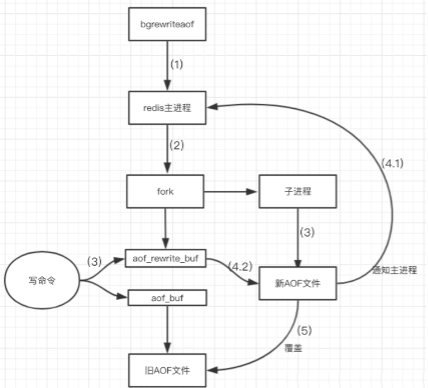 bgrewriteaof
(1)
redis主进程
(4.1)
(2)
fork
子进程
(3)
(3)
aof_rewrite_buf
(4.2)
通知主进程
写命令
新AOF文件
aof_buf
(5)
覆盖
旧AOF文件